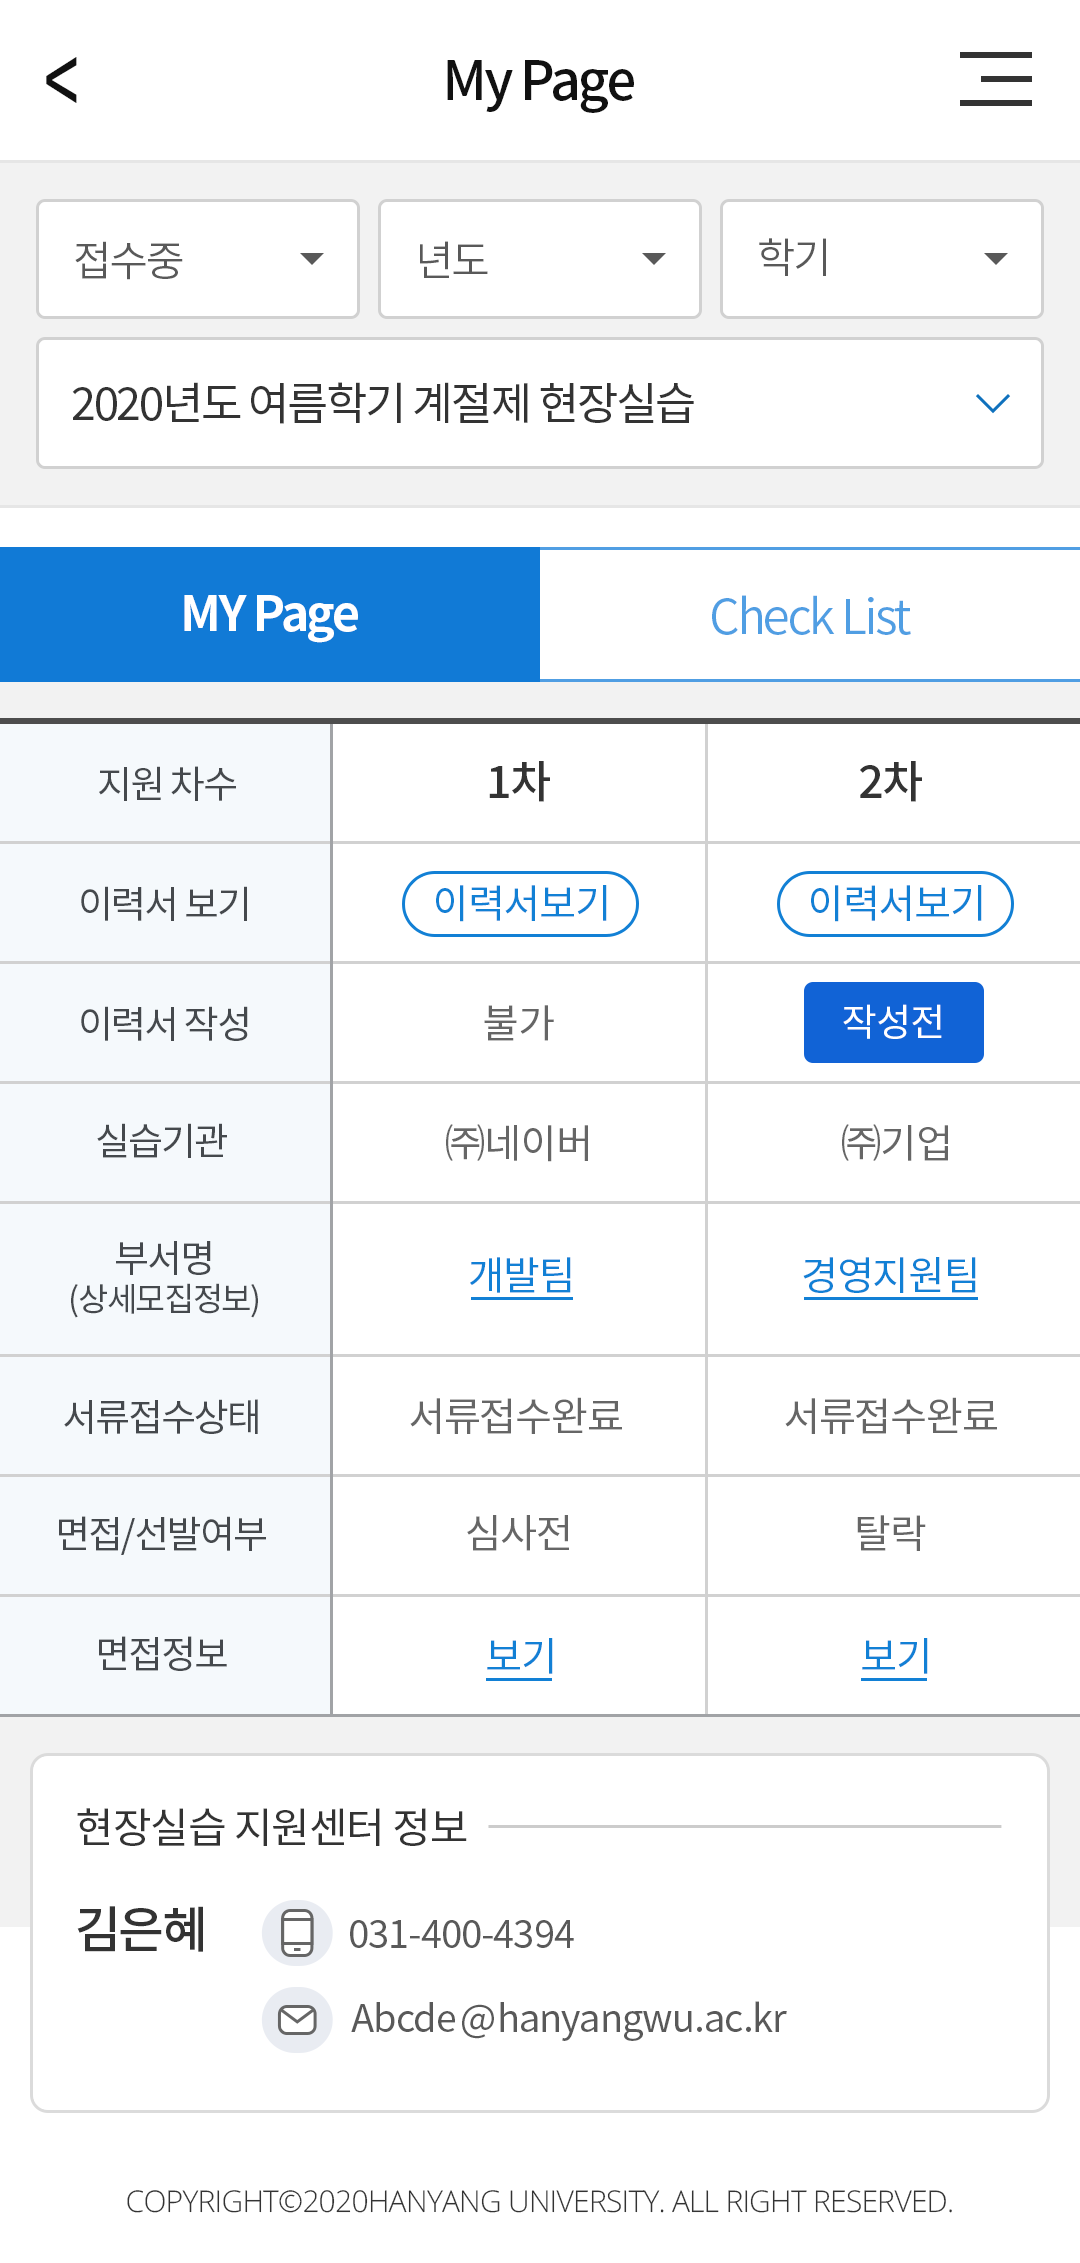 My Page
접수중 년도 학기
2020년도 여름학기 계절제 현장실습
MY Page Check List
지원 차수 1차 2차
이력서 보기 이력서보기 이력서보기
이력서 작성 불가 작성전
실습기관 ㈜네이버 ㈜기업
부서명
(상세모집정보) 개발팀 경영지원팀
서류접수상태 서류접수완료 서류접수완료
면접/선발여부 심사전 탈락
면접정보 보기 보기
현장실습 지원센터 정보
김은혜 031-400-4394
Abcde@hanyangwu.ac.kr
COPYRIGHT©2020HANYANG UNIVERSITY. ALL RIGHT RESERVED.